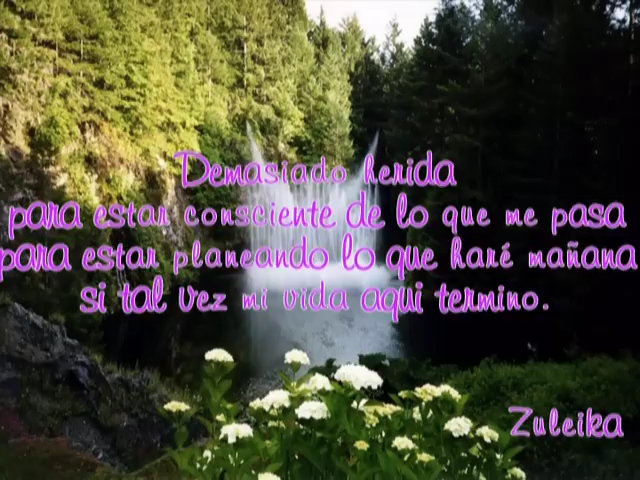 Demasiado herida
para estar consciente de lo que me pasa
para estar planeando lo que haré mañana
si tal vez mi vida aqui termino.
Zuleika